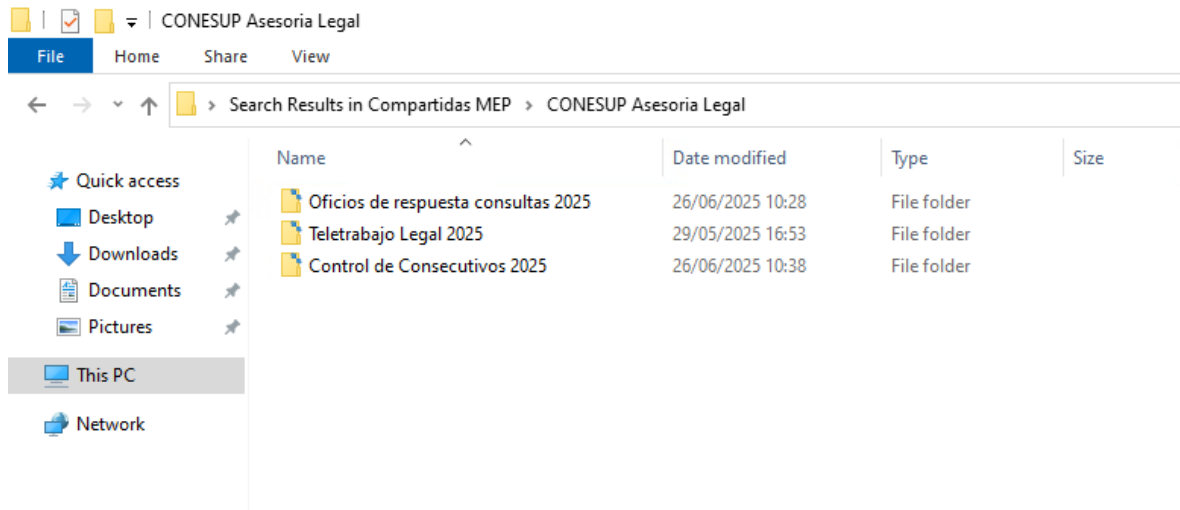 CONESUP Asesoria Legal
File Home Share View
Search Results in Compartidas MEP > CONESUP Asesoria Legal
Name Date modified Type Size
Quick access
Desktop
Downloads
Documents
Pictures
This PC
Network
Oficios de respuesta consultas 2025 26/06/2025 10:28 File folder
Teletrabajo Legal 2025 29/05/2025 16:53 File folder
Control de Consecutivos 2025 26/06/2025 10:38 File folder